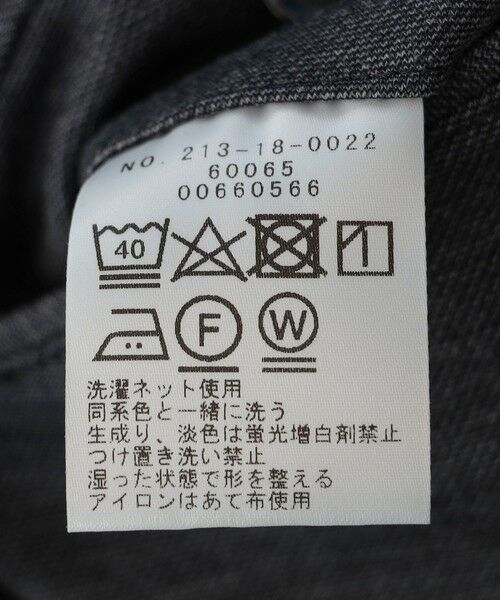 NO. 213-18-0022
60065
00660566
40
F W
洗濯ネット使用
同系色と一緒に洗う
生成り、淡色は蛍光増白剤禁止
つけ置き洗い禁止
湿った状態で形を整える
アイロンはあて布使用